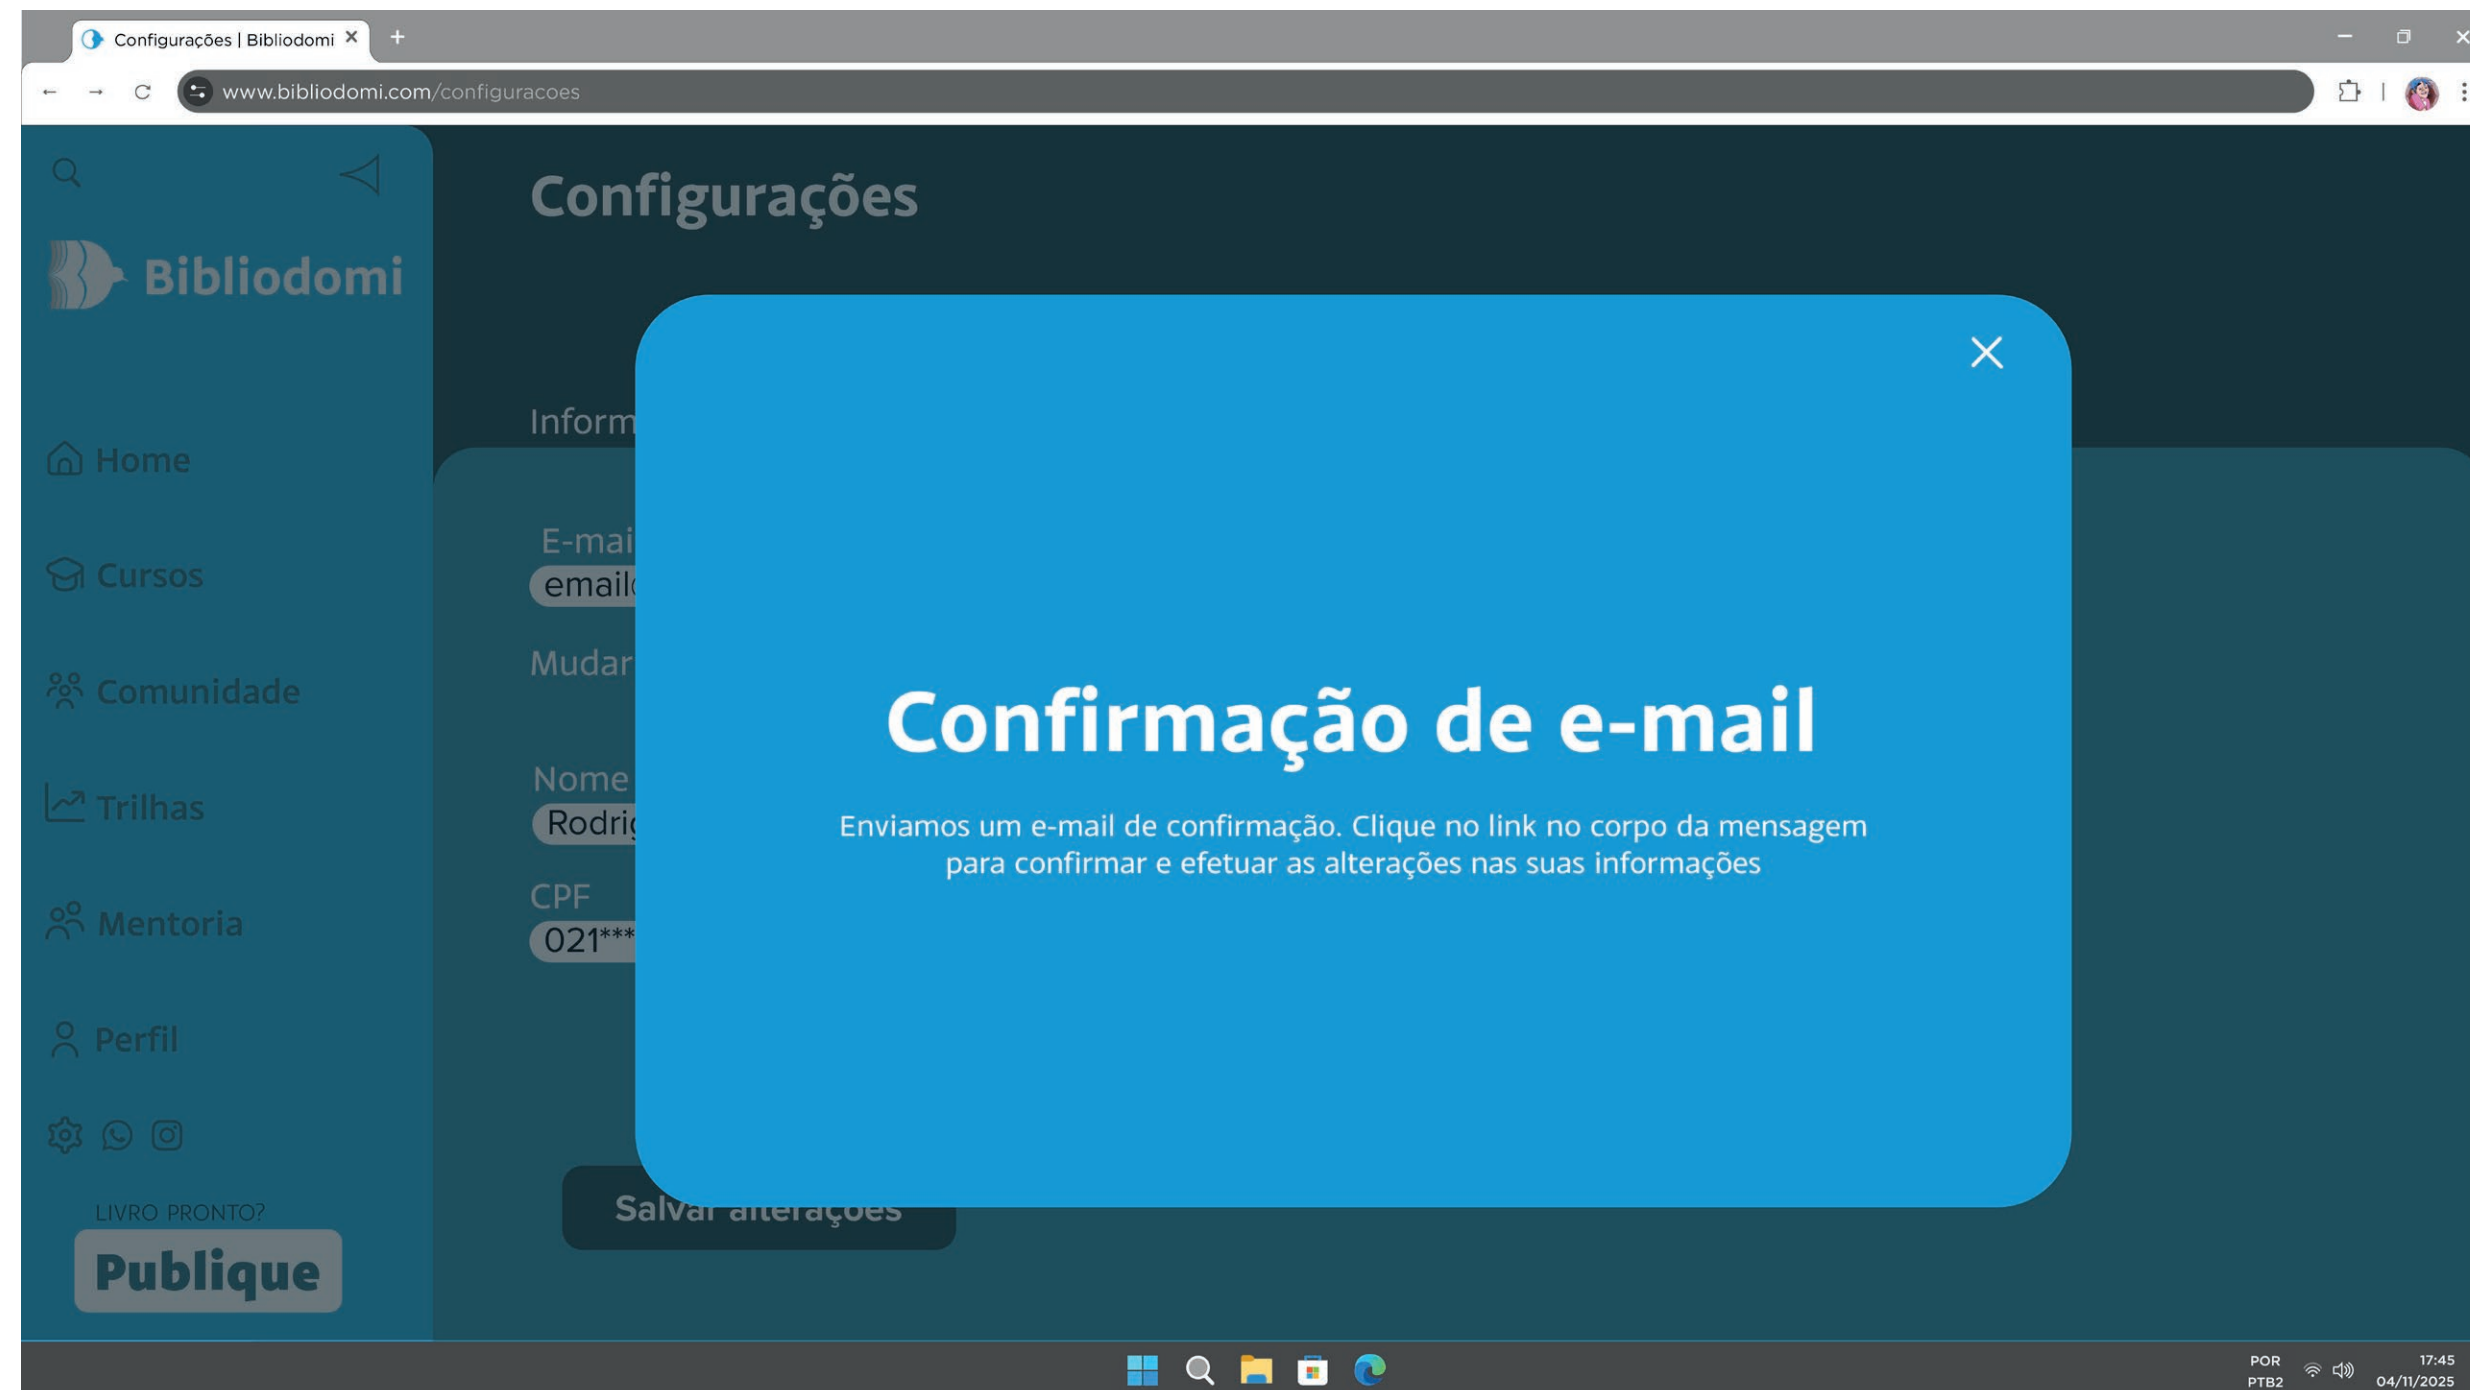 Configurações | Bibliodomi
www.bibliodomi.com/configuracoes
Bibliodomi
Home
Cursos
Comunidade
Trilhas
Mentoria
Perfil
LIVRO PRONTO?
Publique
Configurações
Inform
E-mai
email
Mudar
Nome
Rodrig
CPF
021***
Salvar alterações
Confirmação de e-mail
Enviamos um e-mail de confirmação. Clique no link no corpo da mensagem
para confirmar e efetuar as alterações nas suas informações
POR
PTB2
17:45
04/11/2025